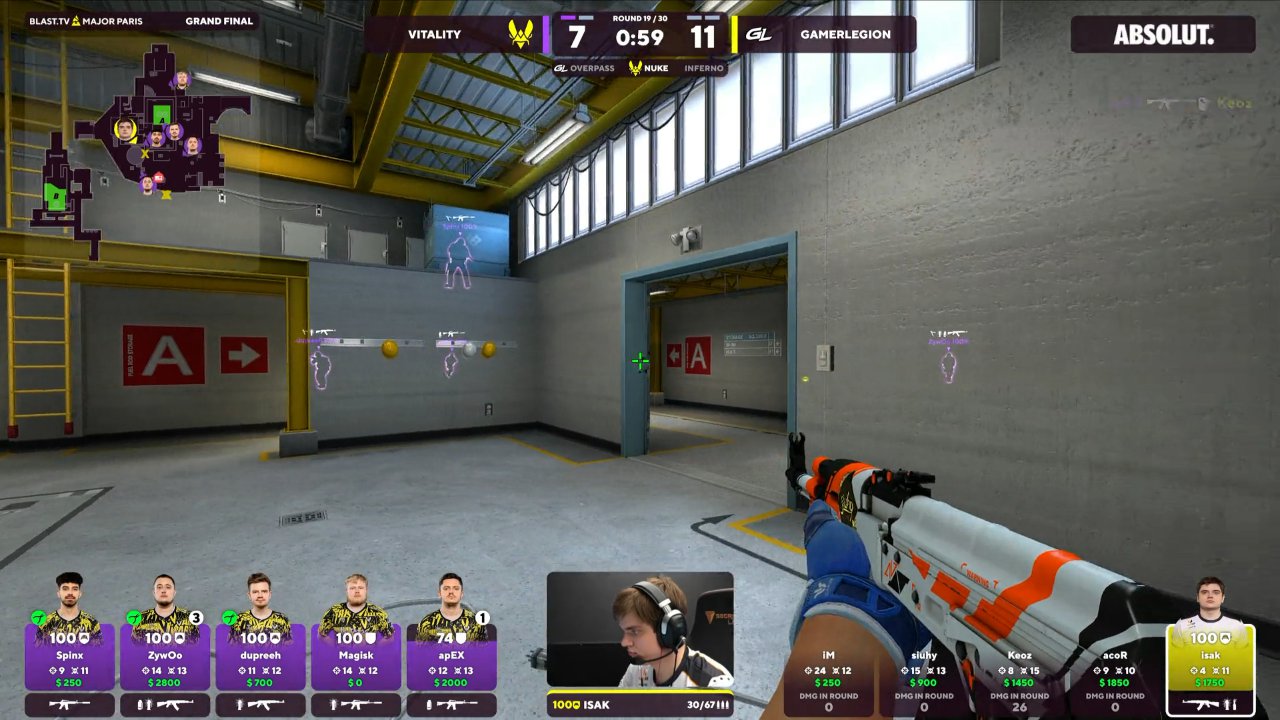 BLAST.TV MAJOR PARIS GRAND FINAL
VITALITY 7 ROUND 19 / 30 0:59 11 GL GAMERLEGION
GL OVERPASS NUKE INFERNO
ABSOLUT.
Keoz
A
A
100 100 100 100 74
3 1
Spinx ZywOo dupreeh Magisk apEX
9 11 14 13 11 12 14 12 12 13
$250 $2800 $700 $0 $2000
100 ISAK 30/67
iM siuhy Keoz acoR
24 12 15 13 8 15 9 10
$250 $900 $1450 $1850
DMG IN ROUND DMG IN ROUND DMG IN ROUND DMG IN ROUND
0 0 26 0
100
isak
4 11
$1750